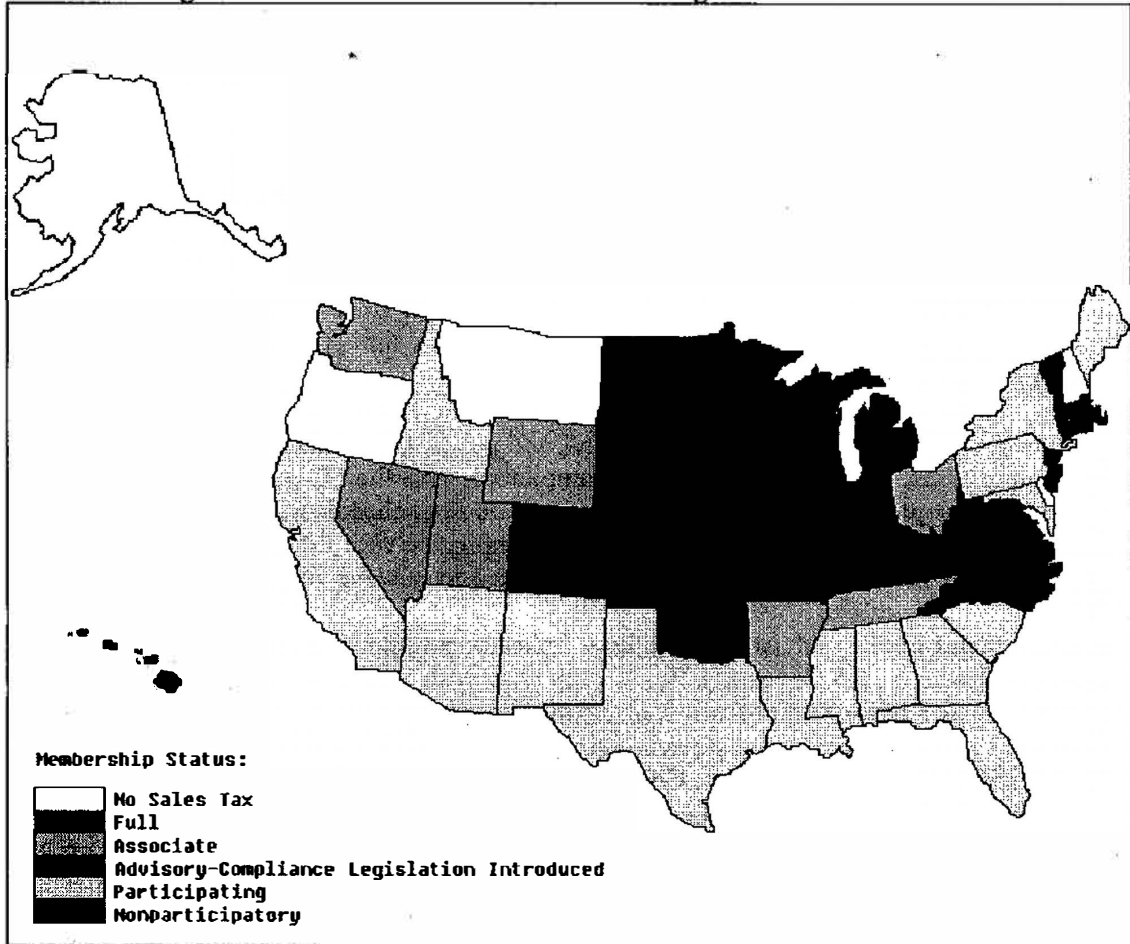 Membership Status:
No Sales Tax
Full
Associate
Advisory-Compliance Legislation Introduced
Participating
Nonparticipatory